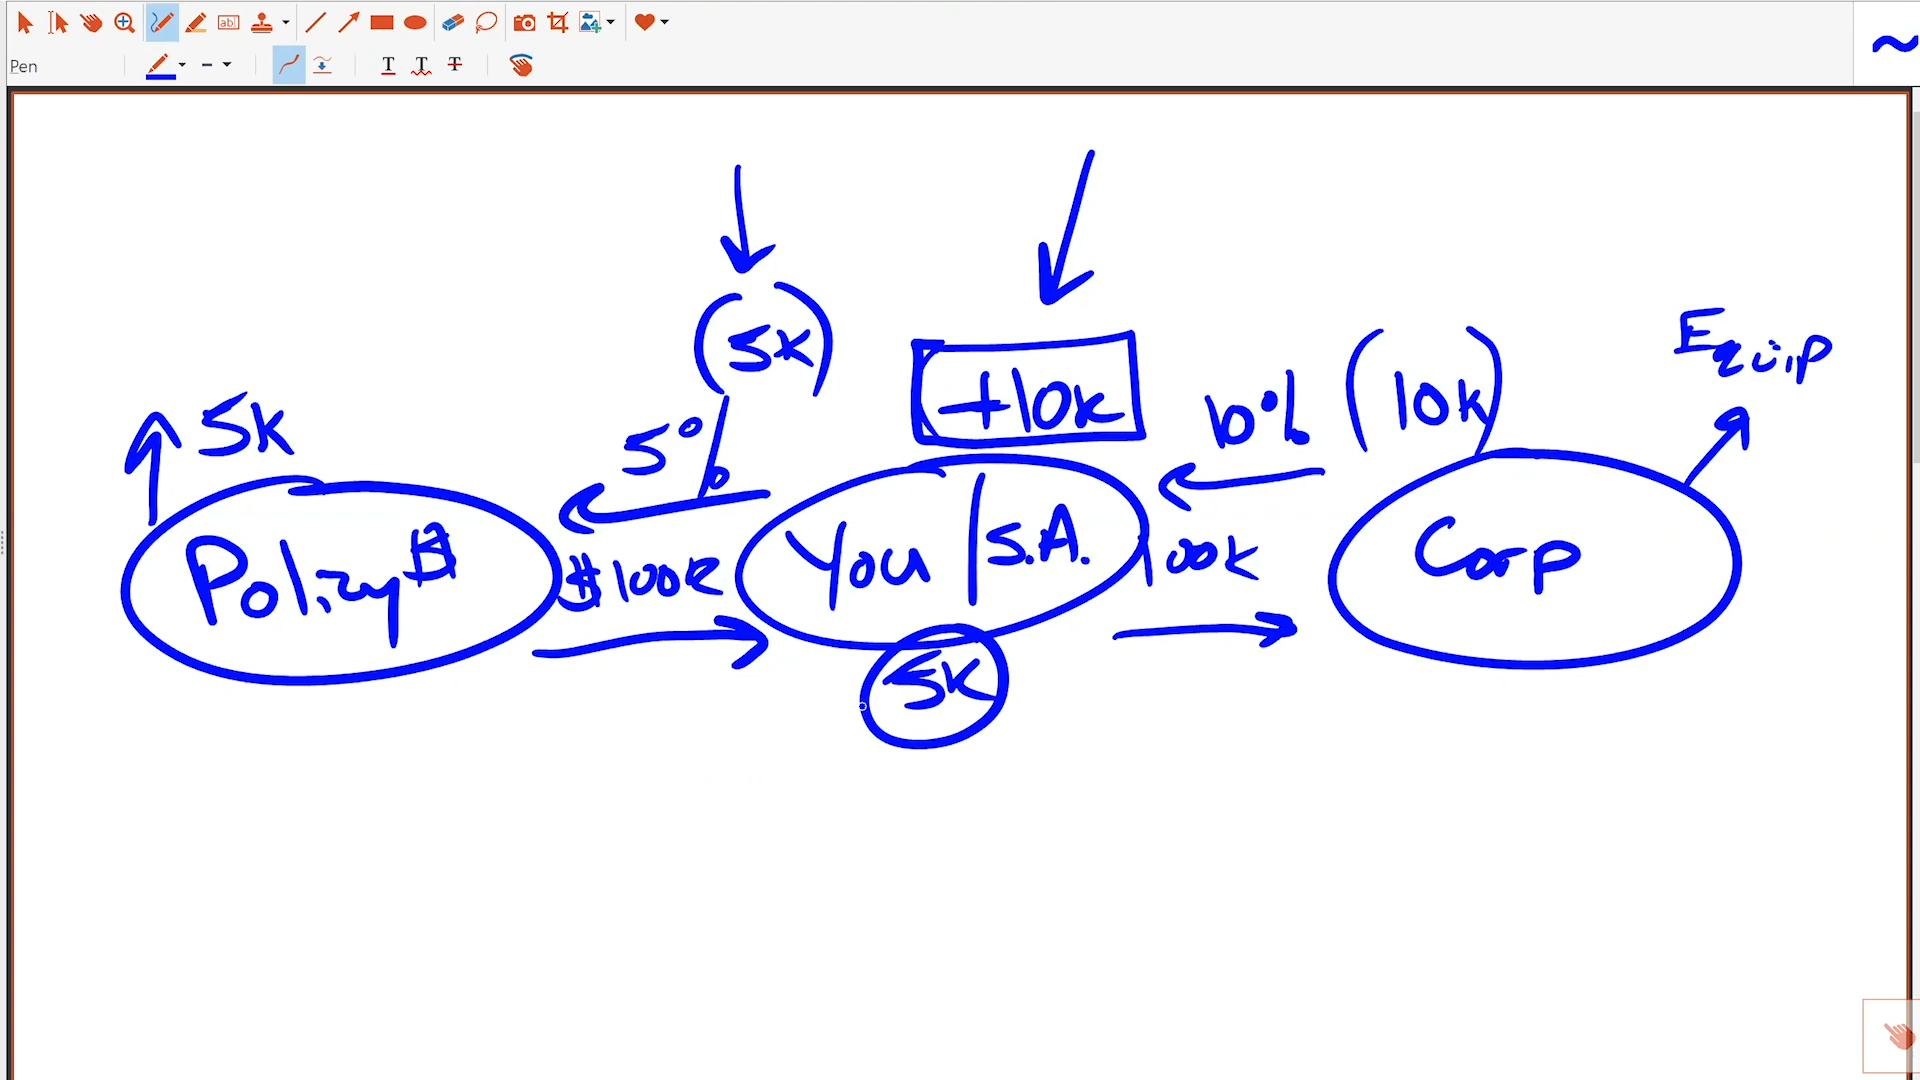 Pen
(5K)
Equip
+10K
10% (10K)
5K
5%
Policy $
$100K
You | S.A.
100K
Corp
5K